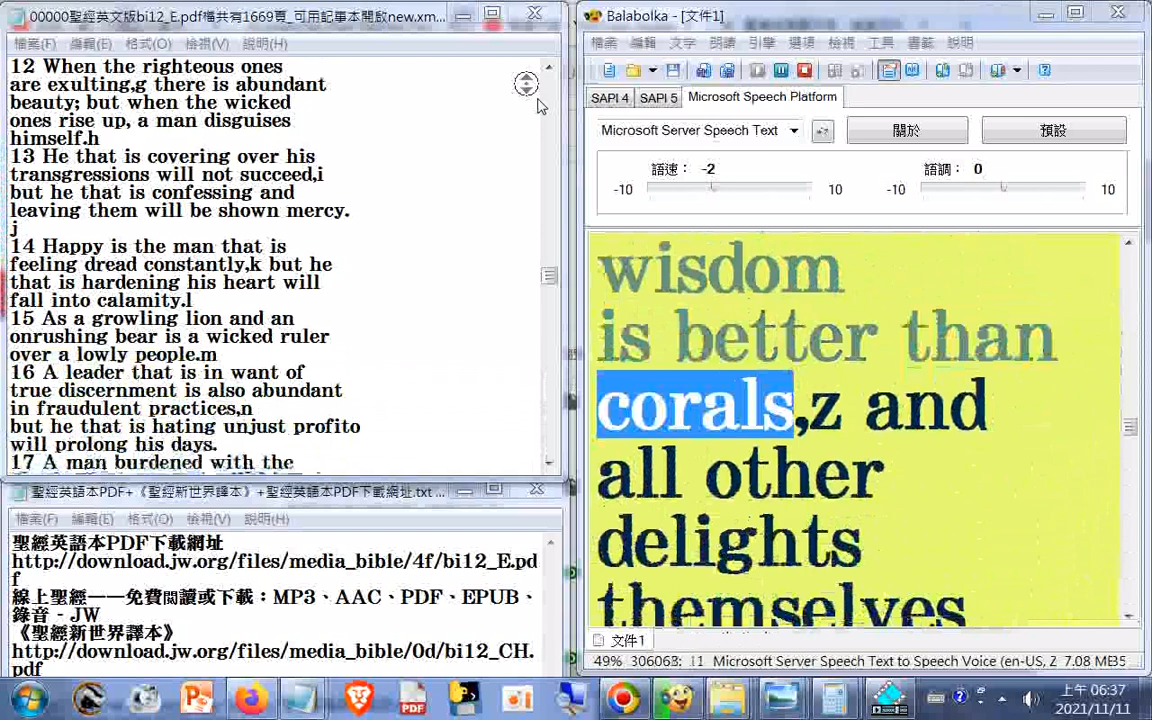 00000聖經英文版bi12_E.pdf檔共有1669頁_可用記事本開啟new.xm...
檔案(F) 編輯(E) 格式(O) 檢視(V) 說明(H)
12 When the righteous ones
are exulting,g there is abundant
beauty; but when the wicked
ones rise up, a man disguises
himself.h
13 He that is covering over his
transgressions will not succeed,i
but he that is confessing and
leaving them will be shown mercy.
j
14 Happy is the man that is
feeling dread constantly,k but he
that is hardening his heart will
fall into calamity.l
15 As a growling lion and an
onrushing bear is a wicked ruler
over a lowly people.m
16 A leader that is in want of
true discernment is also abundant
in fraudulent practices,n
but he that is hating unjust profito
will prolong his days.
17 A man burdened with the
聖經英語本PDF+《聖經新世界譯本》+聖經英語本PDF下載網址.txt ...
檔案(F) 編輯(E) 格式(O) 檢視(V) 說明(H)
聖經英語本PDF下載網址
http://download.jw.org/files/media_bible/4f/bi12_E.pd
f
線上聖經——免費閱讀或下載：MP3、AAC、PDF、EPUB、
錄音 - JW
《聖經新世界譯本》
http://download.jw.org/files/media_bible/0d/bi12_CH.
pdf
Balabolka - [文件1]
檔案 編輯 文字 朗讀 引擎 選項 檢視 工具 書籤 說明
SAPI 4 SAPI 5 Microsoft Speech Platform
Microsoft Server Speech Text 關於 預設
語速： -2 語調： 0
-10 10 -10 10
wisdom
is better than
corals,z and
all other
delights
themselves
文件1
49% 306063: 11 Microsoft Server Speech Text to Speech Voice (en-US, Z 7.08 MB
上午 06:37
2021/11/11